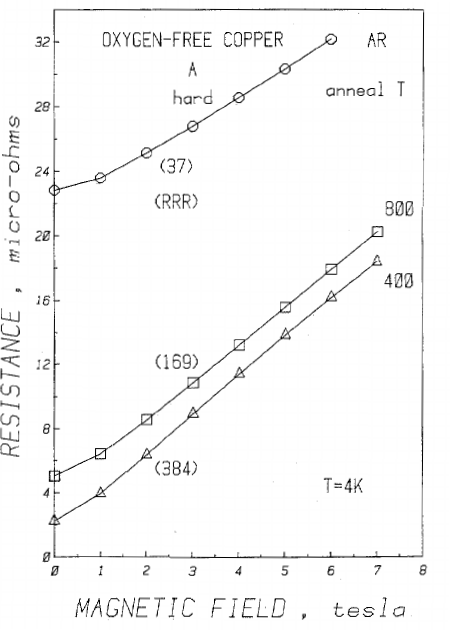 OXYGEN-FREE COPPER
AR
A
hard
anneal T
(37)
(RRR)
800
400
(169)
(384)
T=4K
32
28
24
20
16
12
8
4
0
0 1 2 3 4 5 6 7 8
RESISTANCE , micro-ohms
MAGNETIC FIELD , tesla